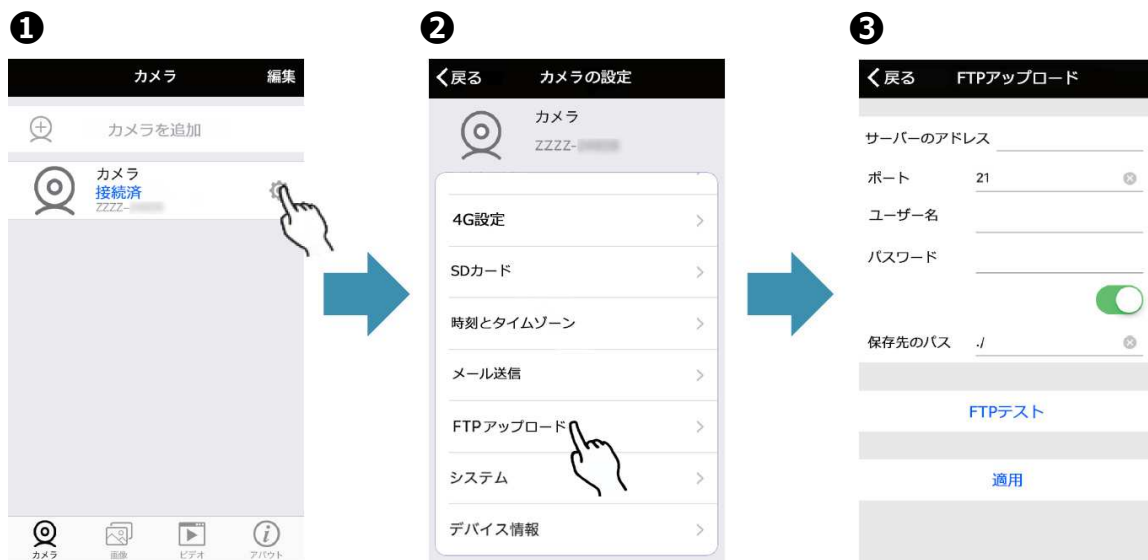 ❶
カメラ 編集
カメラを追加
カメラ
接続済
ZZZZ-
カメラ
画像
ビデオ
アバウト
❷
戻る カメラの設定
カメラ
ZZZZ-
4G設定
SDカード
時刻とタイムゾーン
メール送信
FTPアップロード
システム
デバイス情報
❸
戻る FTPアップロード
サーバーのアドレス
ポート 21
ユーザー名
パスワード
保存先のパス ./
FTPテスト
適用